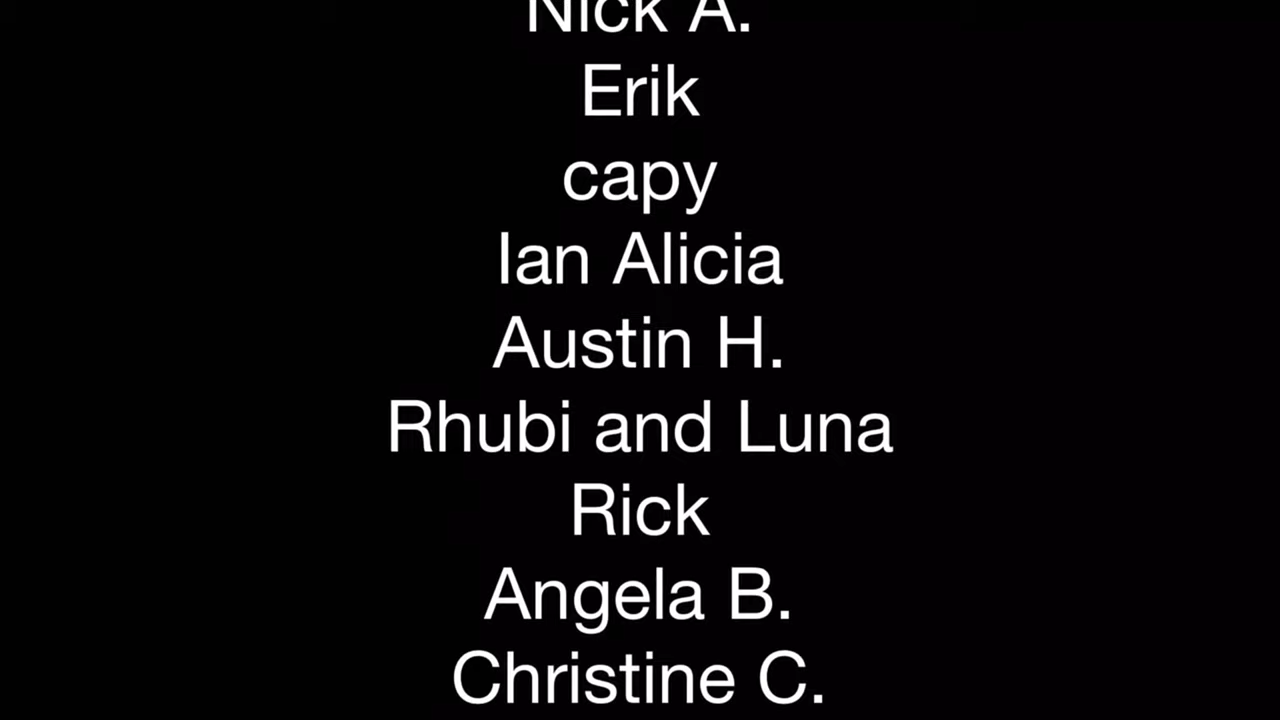 Nick A.
Erik
capy
Ian Alicia
Austin H.
Rhubi and Luna
Rick
Angela B.
Christine C.